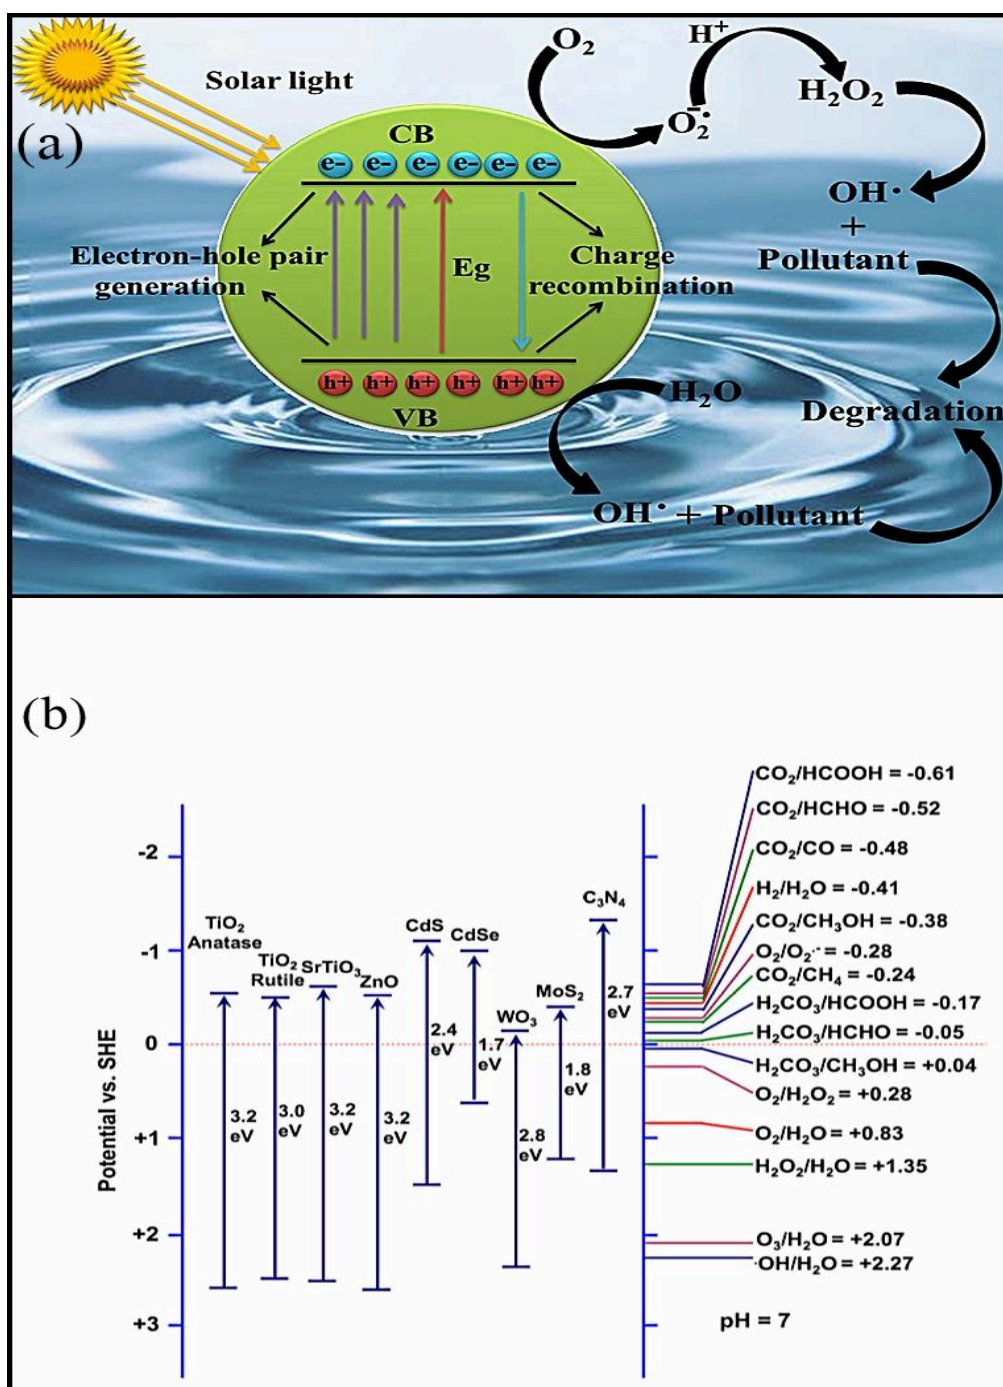 (a)
Solar light
O₂
H⁺
O₂⁻·
H₂O₂
OH·
+
Pollutant
Degradation
CB
e- e- e- e- e- e-
Electron-hole pair
generation
Eg
Charge
recombination
h+ h+ h+ h+ h+ h+
VB
H₂O
OH· + Pollutant
(b)
Potential vs. SHE
-2
-1
0
+1
+2
+3
TiO₂
Anatase
3.2
eV
TiO₂
Rutile
3.0
eV
SrTiO₃
3.2
eV
ZnO
3.2
eV
CdS
2.4
eV
CdSe
1.7
eV
WO₃
2.8
eV
MoS₂
1.8
eV
C₃N₄
2.7
eV
CO₂/HCOOH = -0.61
CO₂/HCHO = -0.52
CO₂/CO = -0.48
H₂/H₂O = -0.41
CO₂/CH₃OH = -0.38
O₂/O₂·⁻ = -0.28
CO₂/CH₄ = -0.24
H₂CO₃/HCOOH = -0.17
H₂CO₃/HCHO = -0.05
H₂CO₃/CH₃OH = +0.04
O₂/H₂O₂ = +0.28
O₂/H₂O = +0.83
H₂O₂/H₂O = +1.35
O₃/H₂O = +2.07
·OH/H₂O = +2.27
pH = 7